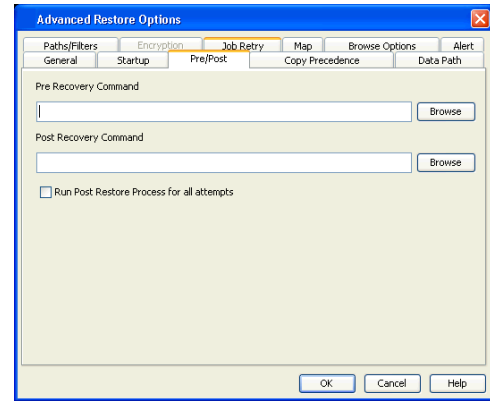 Advanced Restore Options
Paths/Filters Encryption Job Retry Map Browse Options Alert
General Startup Pre/Post Copy Precedence Data Path
Pre Recovery Command
Browse
Post Recovery Command
Browse
Run Post Restore Process for all attempts
OK Cancel Help